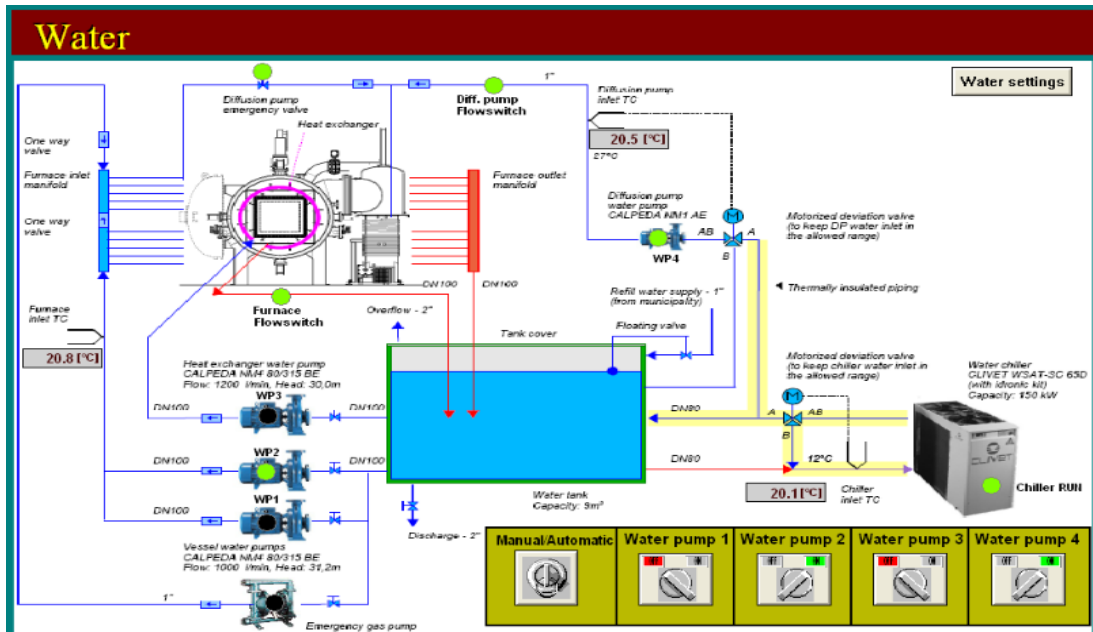 Water
Water settings
1"
Diffusion pump
emergency valve
Diff. pump
Flowswitch
Diffusion pump
inlet TC
20.5 [°C]
27°C
Heat exchanger
One way
valve
Furnace inlet
manifold
One way
valve
Furnace outlet
manifold
Diffusion pump
water pump
CALPEDA NM1 AE
M
AB
A
B
WP4
Motorized deviation valve
(to keep DP water inlet in
the allowed range)
DN100
DN100
Thermally insulated piping
Refill water supply - 1"
(from municipality)
Furnace
inlet TC
20.8 [°C]
Furnace
Flowswitch
Overflow - 2"
Floating valve
Tank cover
Heat exchanger water pump
CALPEDA NM4 80/315 BE
Flow: 1200 l/min, Head: 30,0m
WP3
DN100
DN100
Motorized deviation valve
(to keep chiller water inlet in
the allowed range)
M
Water chiller
CLIVET WSAT-SC 65D
(with idronic kit)
Capacity: 150 kW
DN80
A
AB
B
WP2
DN100
DN100
DN80
12°C
CLIVET
Chiller RUN
20.1 [°C]
Chiller
inlet TC
WP1
DN100
Water tank
Capacity: 9m³
Discharge - 2"
Vessel water pumps
CALPEDA NM4 80/315 BE
Flow: 1000 l/min, Head: 31,2m
1"
Emergency gas pump
Manual/Automatic
Water pump 1
Water pump 2
Water pump 3
Water pump 4
OFF
ON
OFF
ON
OFF
ON
OFF
ON